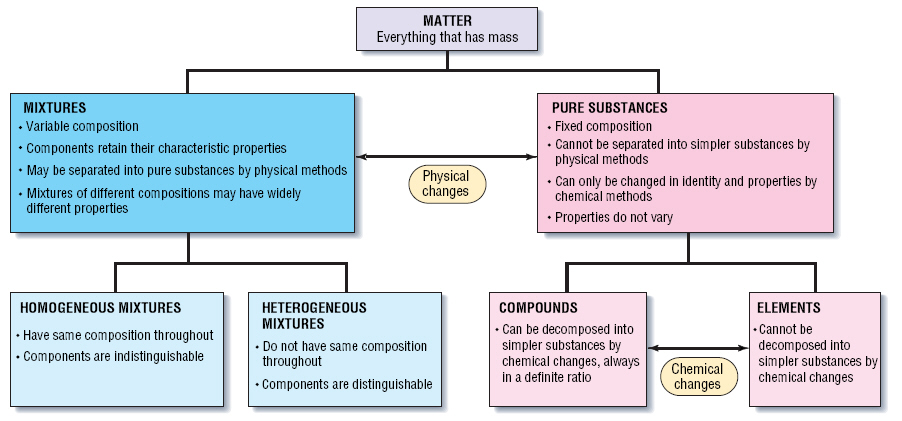 MATTER
Everything that has mass
MIXTURES
• Variable composition
• Components retain their characteristic properties
• May be separated into pure substances by physical methods
• Mixtures of different compositions may have widely
different properties
Physical
changes
PURE SUBSTANCES
• Fixed composition
• Cannot be separated into simpler substances by
physical methods
• Can only be changed in identity and properties by
chemical methods
• Properties do not vary
HOMOGENEOUS MIXTURES
• Have same composition throughout
• Components are indistinguishable
HETEROGENEOUS
MIXTURES
• Do not have same composition
throughout
• Components are distinguishable
COMPOUNDS
• Can be decomposed into
simpler substances by
chemical changes, always
in a definite ratio
Chemical
changes
ELEMENTS
• Cannot be
decomposed into
simpler substances by
chemical changes